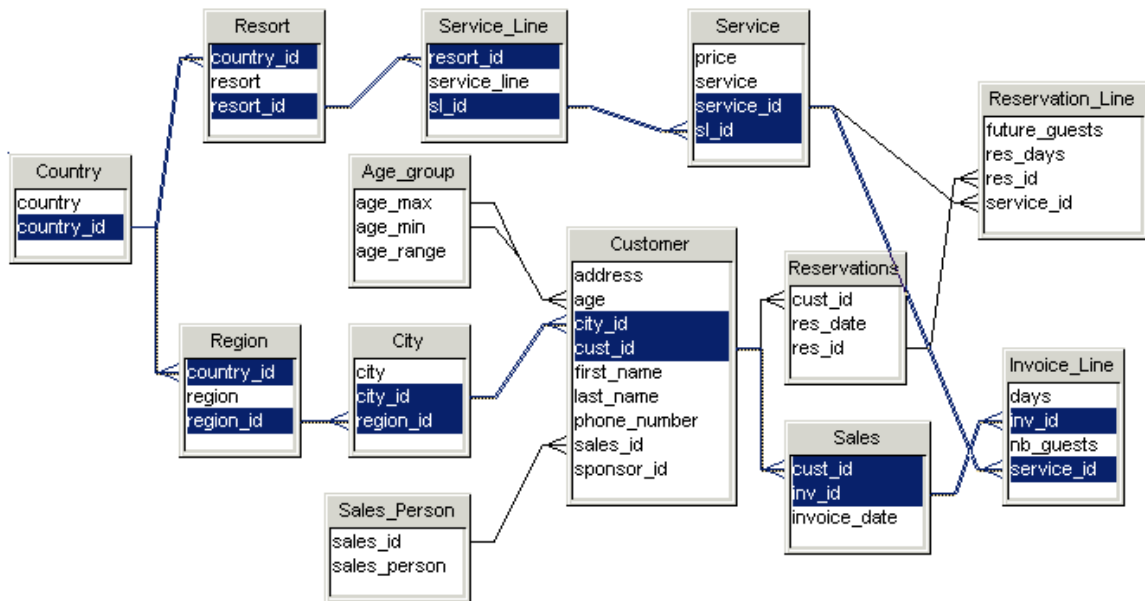 Resort
country_id
resort
resort_id
Service_Line
resort_id
service_line
sl_id
Service
price
service
service_id
sl_id
Reservation_Line
future_guests
res_days
res_id
service_id
Country
country
country_id
Age_group
age_max
age_min
age_range
Customer
address
age
city_id
cust_id
first_name
last_name
phone_number
sales_id
sponsor_id
Reservations
cust_id
res_date
res_id
Region
country_id
region
region_id
City
city
city_id
region_id
Invoice_Line
days
inv_id
nb_guests
service_id
Sales
cust_id
inv_id
invoice_date
Sales_Person
sales_id
sales_person